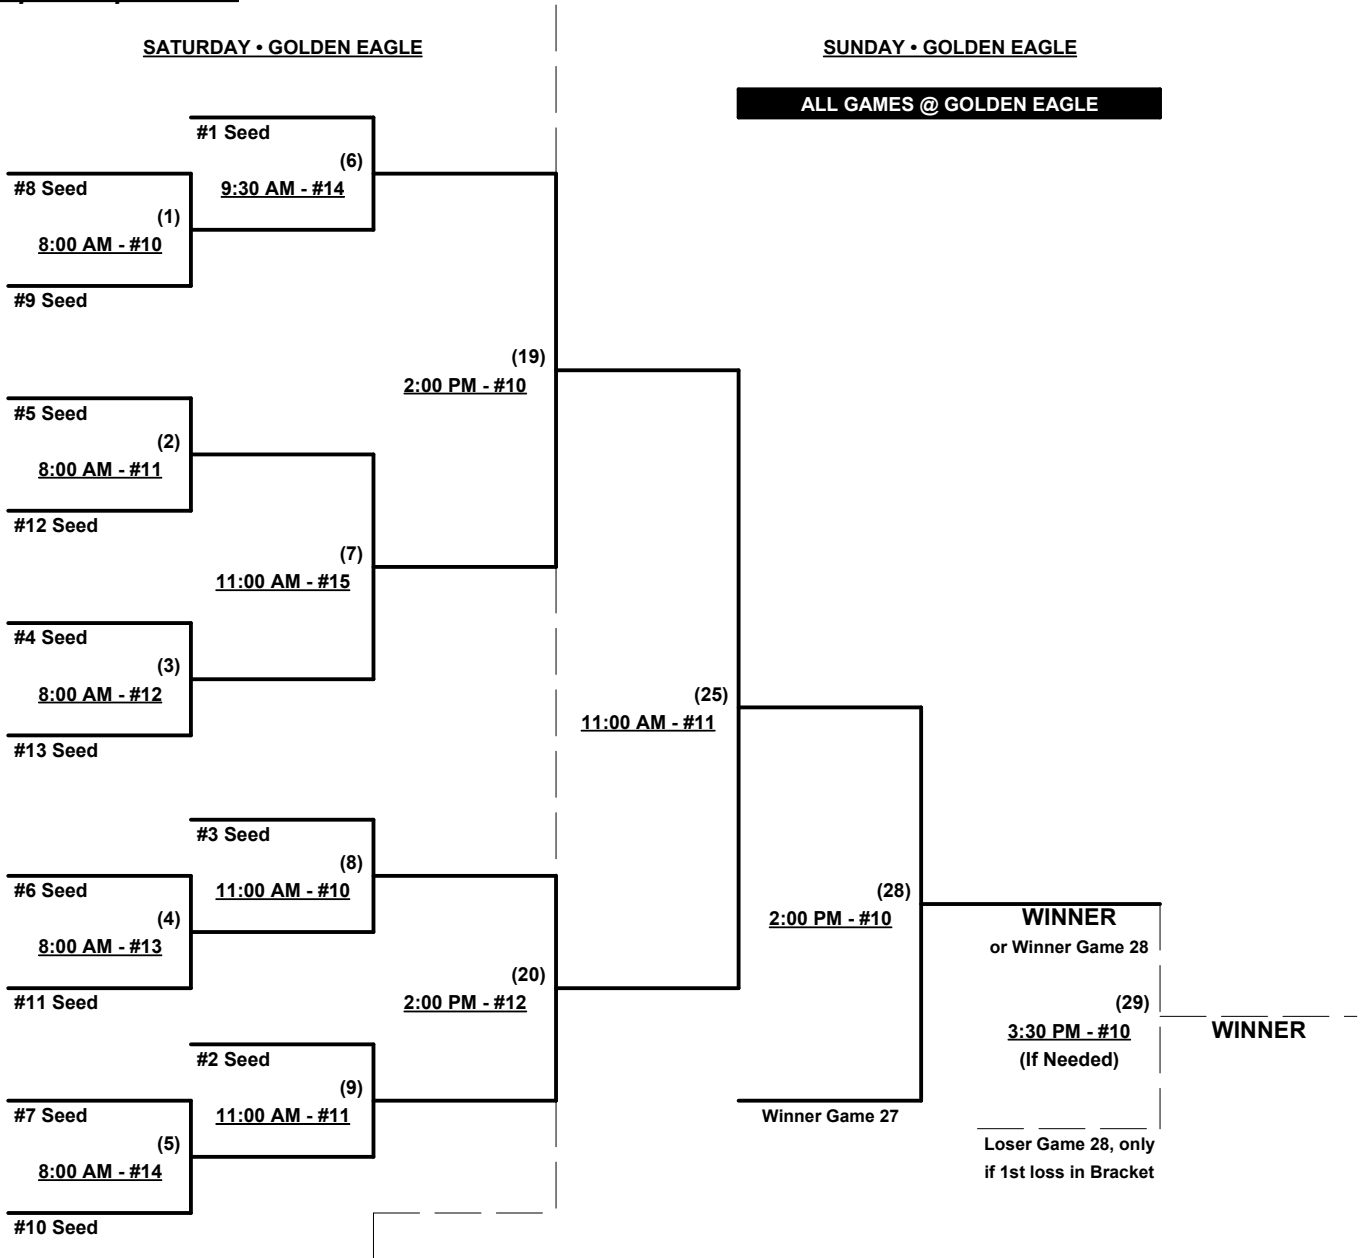 SATURDAY • GOLDEN EAGLE
SUNDAY • GOLDEN EAGLE
ALL GAMES @ GOLDEN EAGLE
#1 Seed
(6)
9:30 AM - #14
#8 Seed
(1)
8:00 AM - #10
#9 Seed
(19)
2:00 PM - #10
#5 Seed
(2)
8:00 AM - #11
#12 Seed
(7)
11:00 AM - #15
#4 Seed
(3)
8:00 AM - #12
#13 Seed
(25)
11:00 AM - #11
#3 Seed
(8)
11:00 AM - #10
#6 Seed
(4)
8:00 AM - #13
#11 Seed
(20)
2:00 PM - #12
#2 Seed
(9)
11:00 AM - #11
#7 Seed
(5)
8:00 AM - #14
#10 Seed
(28)
2:00 PM - #10
Winner Game 27
WINNER
or Winner Game 28
(29)
3:30 PM - #10
(If Needed)
WINNER
Loser Game 28, only
if 1st loss in Bracket